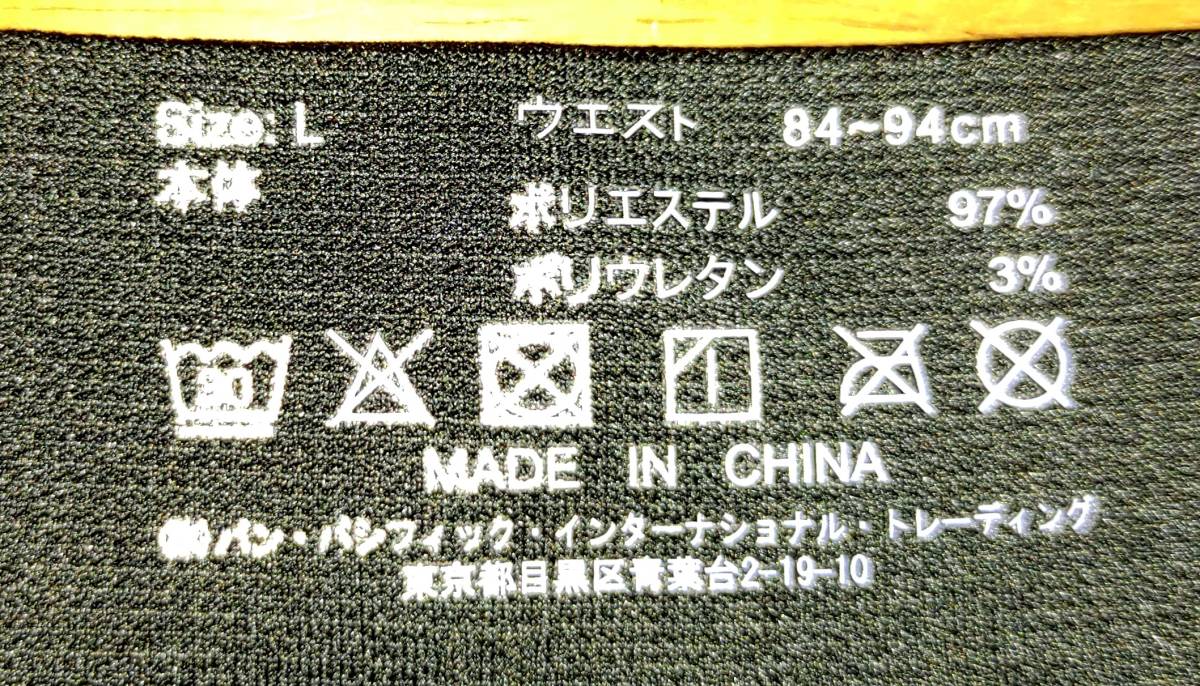 Size: L ウエスト 84~94cm
本体
ポリエステル 97%
ポリウレタン 3%
30
MADE IN CHINA
㈱パン・パシフィック・インターナショナル・トレーディング
東京都目黒区青葉台2-19-10